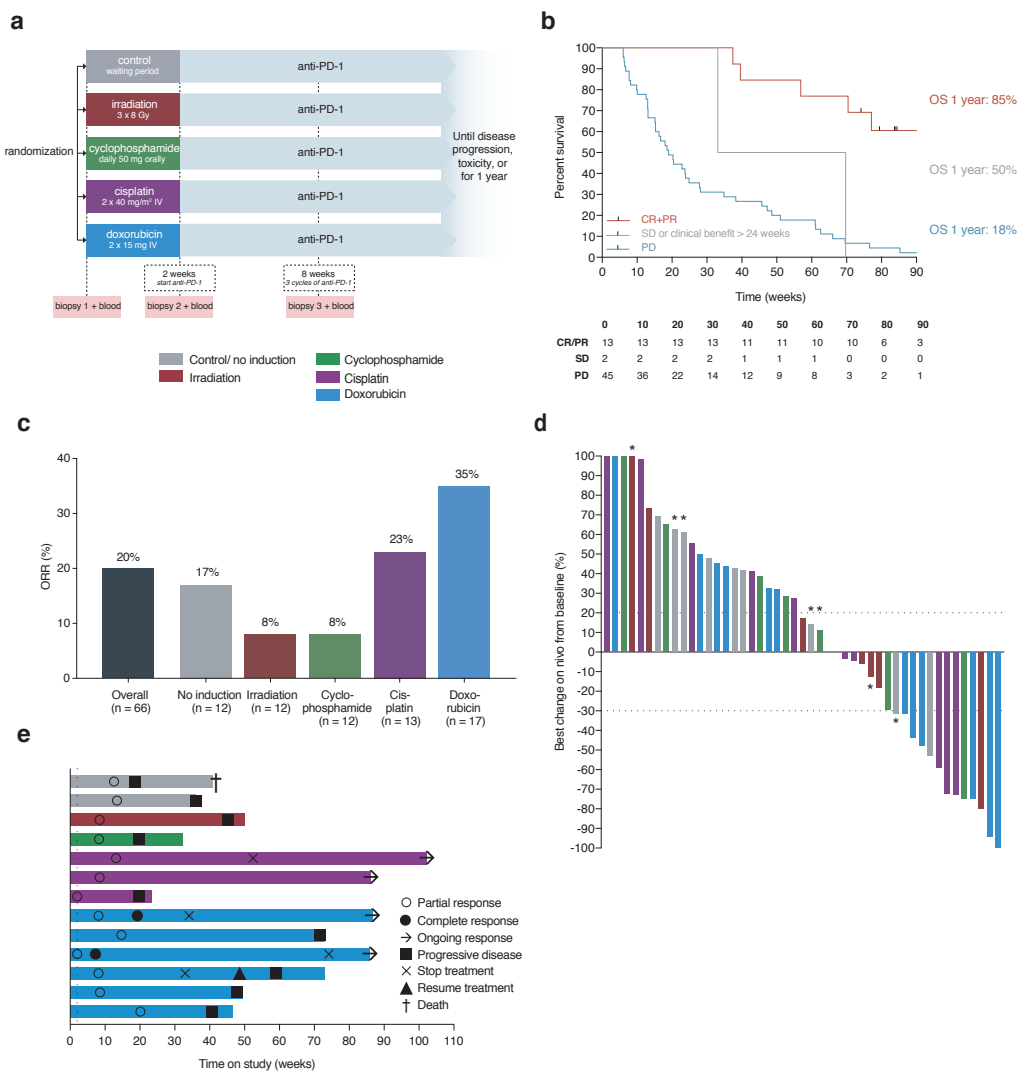 a
control
waiting period
anti-PD-1
irradiation
3 x 8 Gy
anti-PD-1
randomization
cyclophosphamide
daily 50 mg orally
anti-PD-1
cisplatin
2 x 40 mg/m² IV
anti-PD-1
doxorubicin
2 x 15 mg IV
anti-PD-1
Until disease
progression,
toxicity, or
for 1 year
2 weeks
start anti-PD-1
8 weeks
3 cycles of anti-PD-1
biopsy 1 + blood
biopsy 2 + blood
biopsy 3 + blood
Control/ no induction
Irradiation
Cyclophosphamide
Cisplatin
Doxorubicin
b
Percent survival
100
90
80
70
60
50
40
30
20
10
0
CR+PR
SD or clinical benefit > 24 weeks
PD
OS 1 year: 85%
OS 1 year: 50%
OS 1 year: 18%
0 10 20 30 40 50 60 70 80 90
Time (weeks)
0 10 20 30 40 50 60 70 80 90
CR/PR 13 13 13 13 11 11 10 10 6 3
SD 2 2 2 2 1 1 1 0 0 0
PD 45 36 22 14 12 9 8 3 2 1
c
ORR (%)
40
30
20
10
0
20%
17%
8%
8%
23%
35%
Overall
(n = 66)
No induction
(n = 12)
Irradiation
(n = 12)
Cyclo-
phosphamide
(n = 12)
Cis-
platin
(n = 13)
Doxo-
rubicin
(n = 17)
d
Best change on nivo from baseline (%)
100
90
80
70
60
50
40
30
20
10
0
-10
-20
-30
-40
-50
-60
-70
-80
-90
-100
*
* *
* *
*
*
e
Partial response
Complete response
Ongoing response
Progressive disease
Stop treatment
Resume treatment
Death
0 10 20 30 40 50 60 70 80 90 100 110
Time on study (weeks)